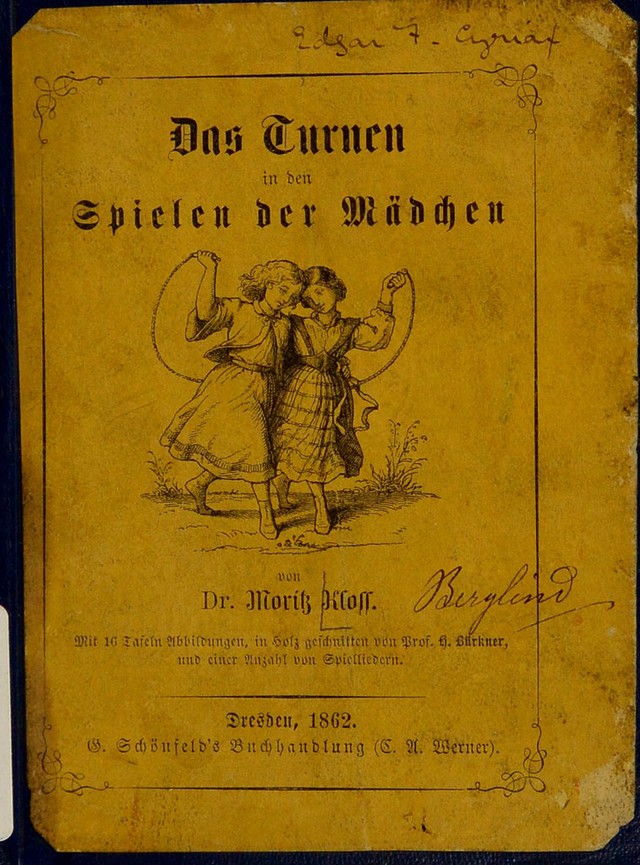 Edgar F. Cyriax
Das Turnen
in den
Spielen der Mädchen
von
Dr. Moritz Kloss.
Berglind
Mit 16 Tafeln Abbildungen, in Holz geschnitten von Prof. H. Bürkner,
und einer Anzahl von Spielliedern.
Dresden, 1862.
G. Schönfeld's Buchhandlung (C. A. Werner).